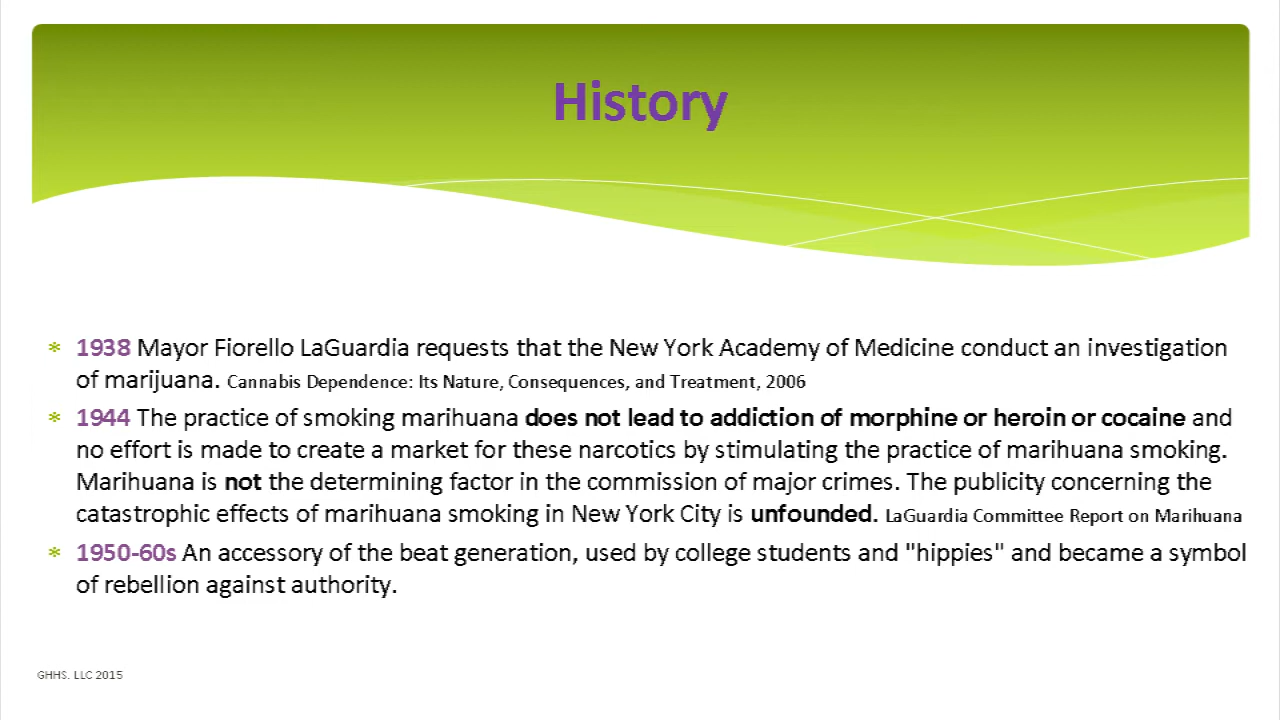 History
* 1938 Mayor Fiorello LaGuardia requests that the New York Academy of Medicine conduct an investigation
of marijuana. Cannabis Dependence: Its Nature, Consequences, and Treatment, 2006
* 1944 The practice of smoking marihuana does not lead to addiction of morphine or heroin or cocaine and
no effort is made to create a market for these narcotics by stimulating the practice of marihuana smoking.
Marihuana is not the determining factor in the commission of major crimes. The publicity concerning the
catastrophic effects of marihuana smoking in New York City is unfounded. LaGuardia Committee Report on Marihuana
* 1950-60s An accessory of the beat generation, used by college students and "hippies" and became a symbol
of rebellion against authority.
GHHS. LLC 2015